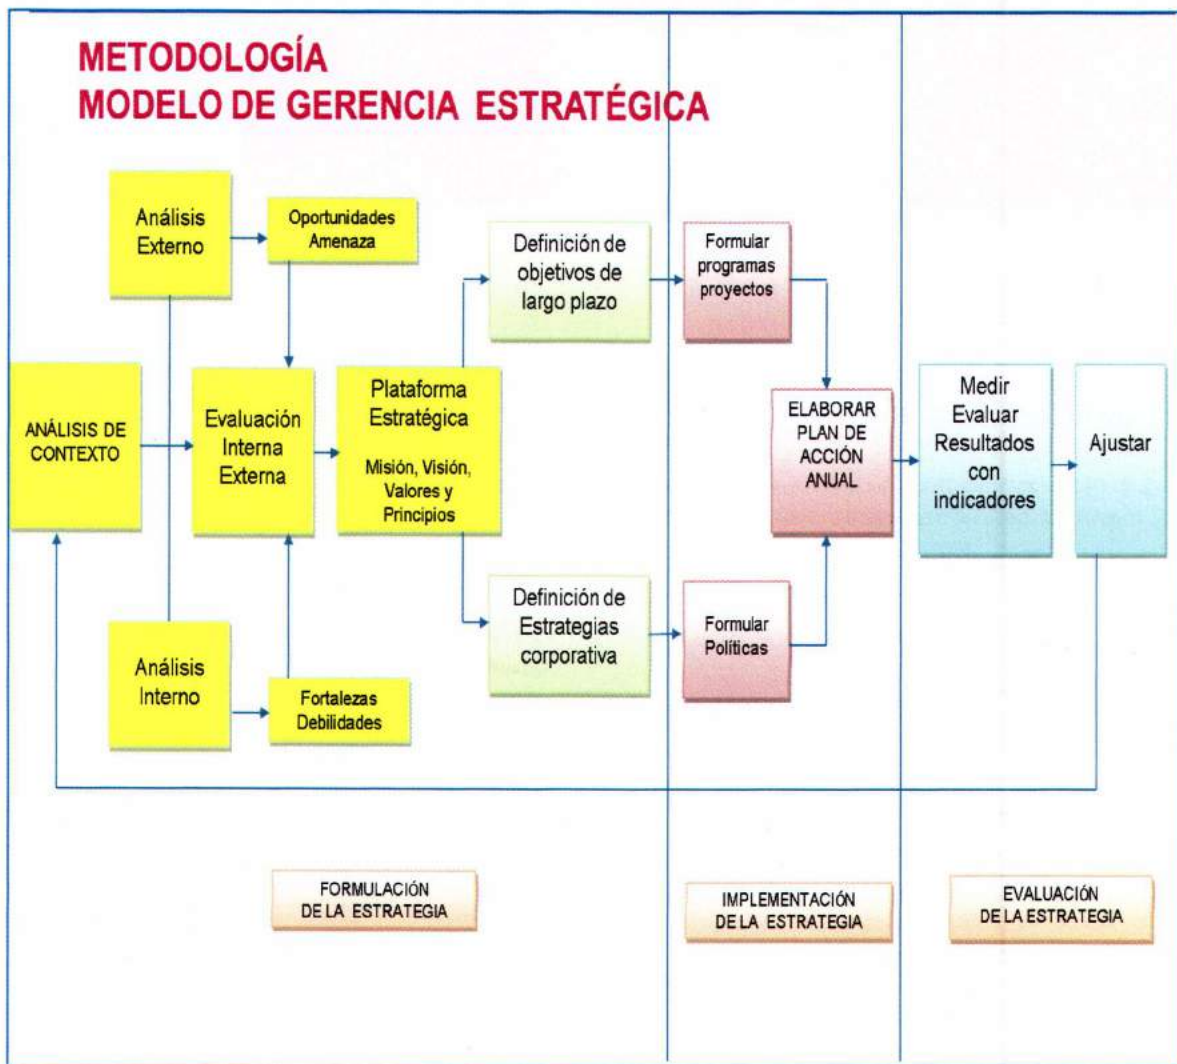 METODOLOGÍA
MODELO DE GERENCIA ESTRATÉGICA
Análisis
Externo
Oportunidades
Amenaza
ANÁLISIS DE
CONTEXTO
Evaluación
Interna
Externa
Análisis
Interno
Fortalezas
Debilidades
Plataforma
Estratégica
Misión, Visión,
Valores y
Principios
Definición de
objetivos de
largo plazo
Definición de
Estrategias
corporativa
Formular
programas
proyectos
Formular
Políticas
ELABORAR
PLAN DE
ACCIÓN
ANUAL
Medir
Evaluar
Resultados
con
indicadores
Ajustar
FORMULACIÓN
DE LA ESTRATEGIA
IMPLEMENTACIÓN
DE LA ESTRATEGIA
EVALUACIÓN
DE LA ESTRATEGIA